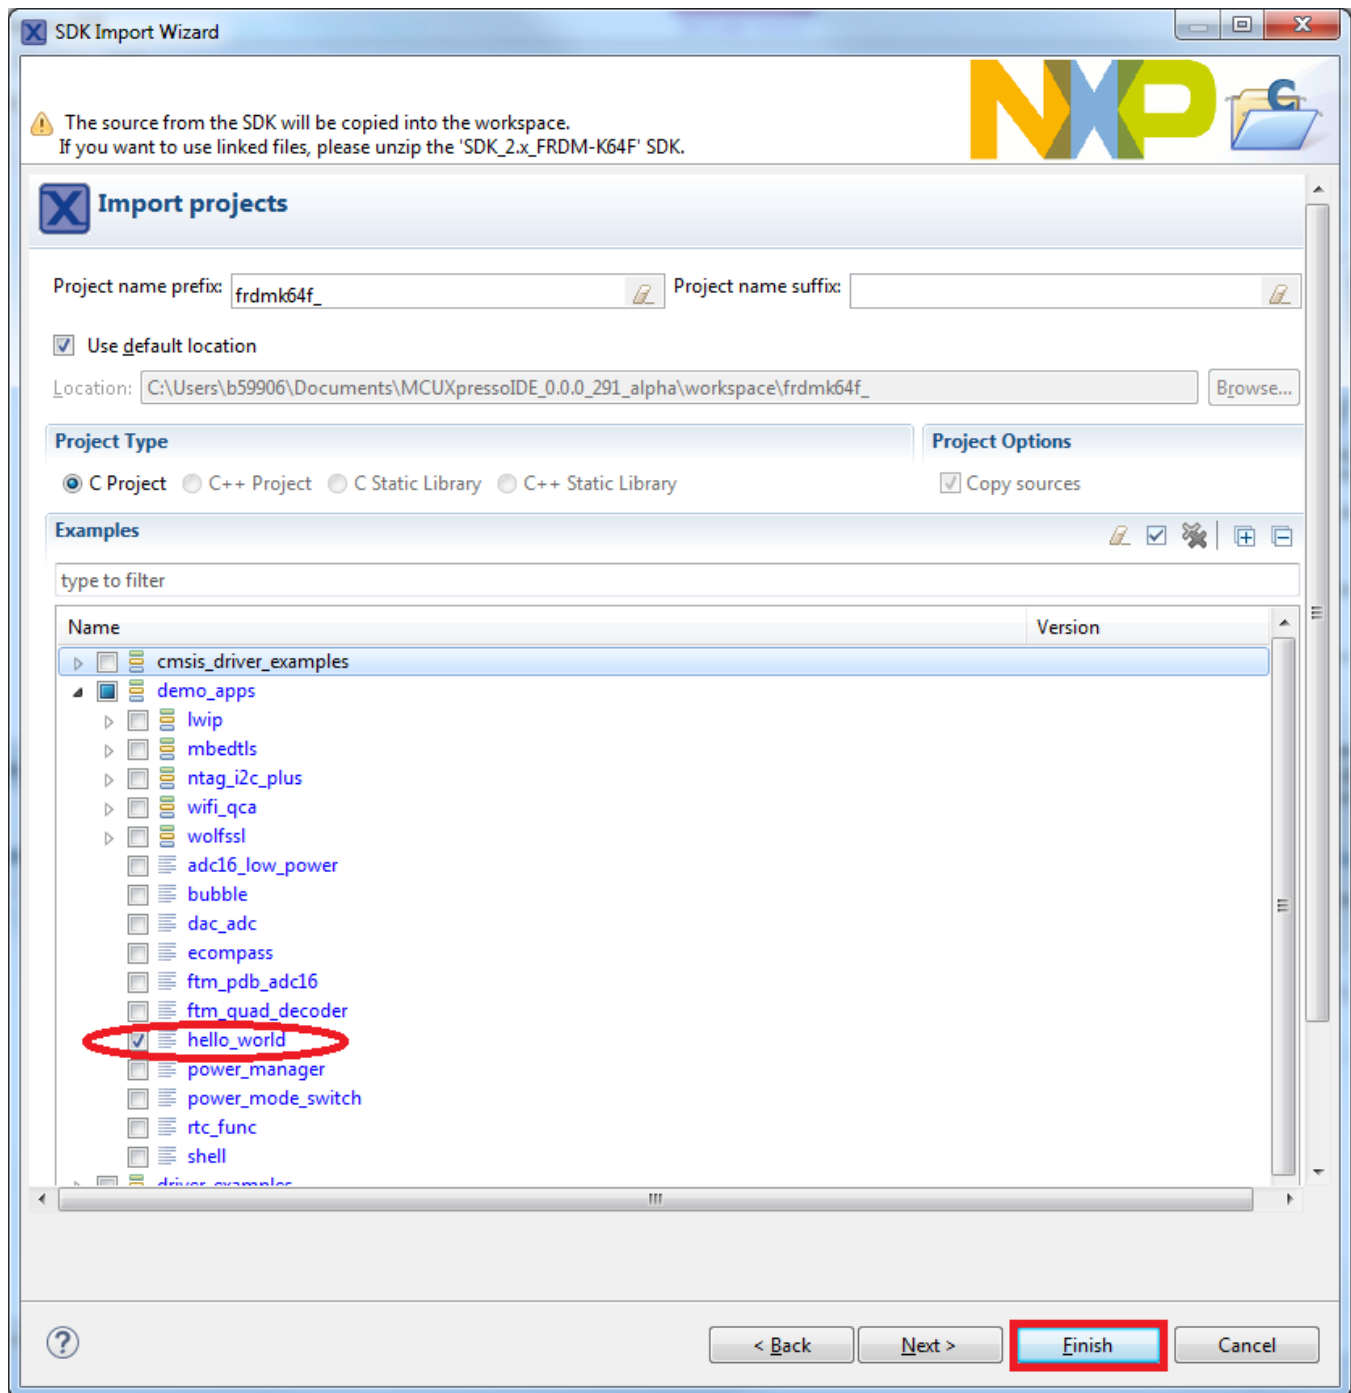 SDK Import Wizard
The source from the SDK will be copied into the workspace.
If you want to use linked files, please unzip the 'SDK_2.x_FRDM-K64F' SDK.
NXP
C
Import projects
Project name prefix: frdmk64f_ Project name suffix:
Use default location
Location: C:\Users\b59906\Documents\MCUXpressoIDE_0.0.0_291_alpha\workspace\frdmk64f_ Browse...
Project Type Project Options
C Project C++ Project C Static Library C++ Static Library Copy sources
Examples
type to filter
Name Version
cmsis_driver_examples
demo_apps
lwip
mbedtls
ntag_i2c_plus
wifi_qca
wolfssl
adc16_low_power
bubble
dac_adc
ecompass
ftm_pdb_adc16
ftm_quad_decoder
hello_world
power_manager
power_mode_switch
rtc_func
shell
driver_examples
< Back Next > Finish Cancel